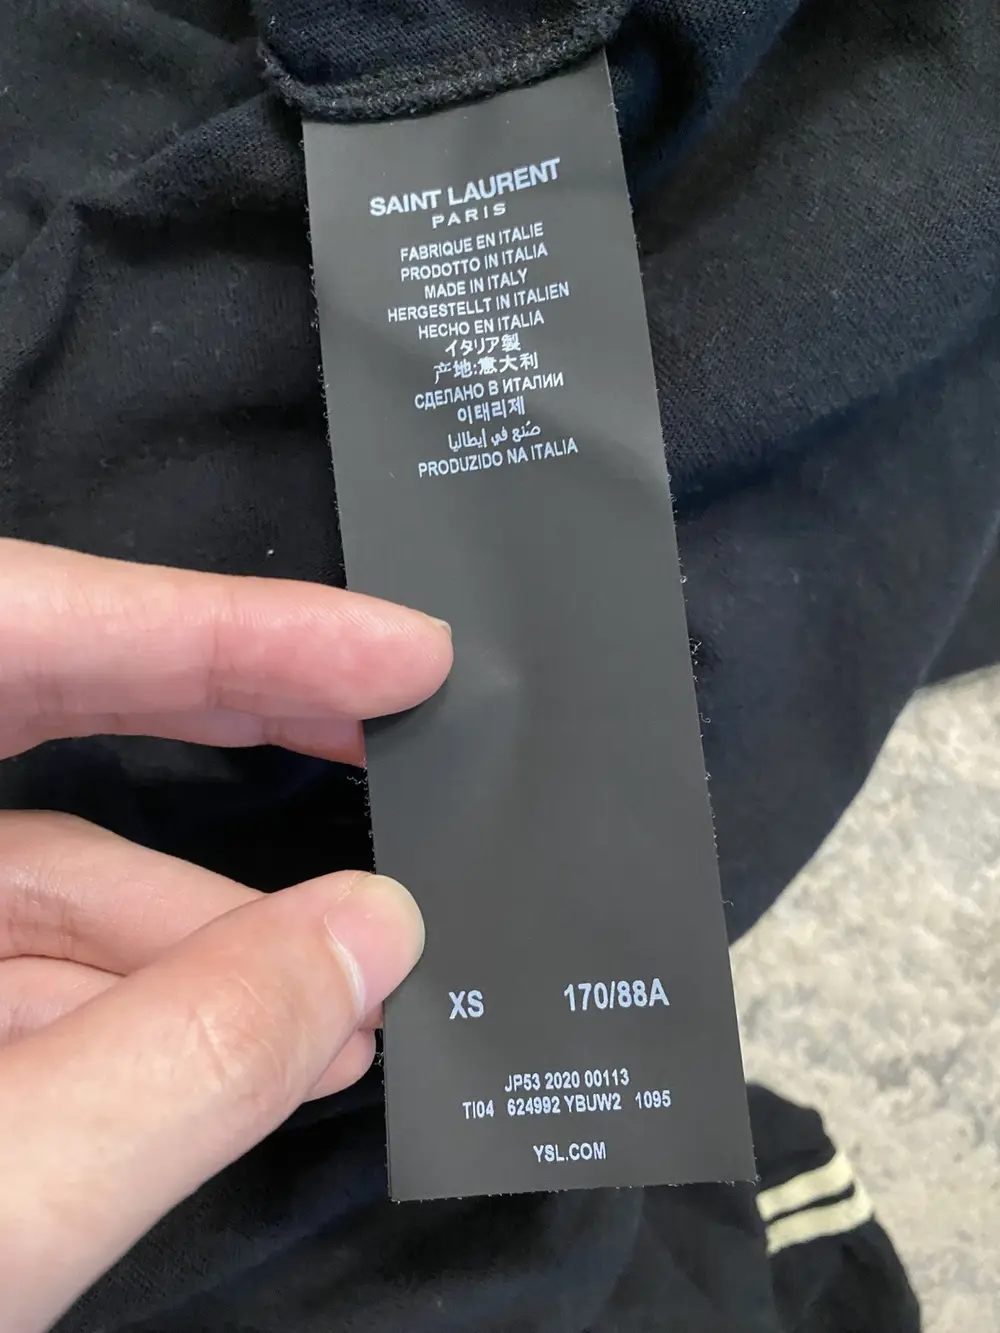 SAINT LAURENT
PARIS
FABRIQUE EN ITALIE
PRODOTTO IN ITALIA
MADE IN ITALY
HERGESTELLT IN ITALIEN
HECHO EN ITALIA
イタリア製
产地:意大利
СДЕЛАНО В ИТАЛИИ
이태리제
صُنع في إيطاليا
PRODUZIDO NA ITALIA
XS 170/88A
JP53 2020 00113
TI04 624992 YBUW2 1095
YSL.COM